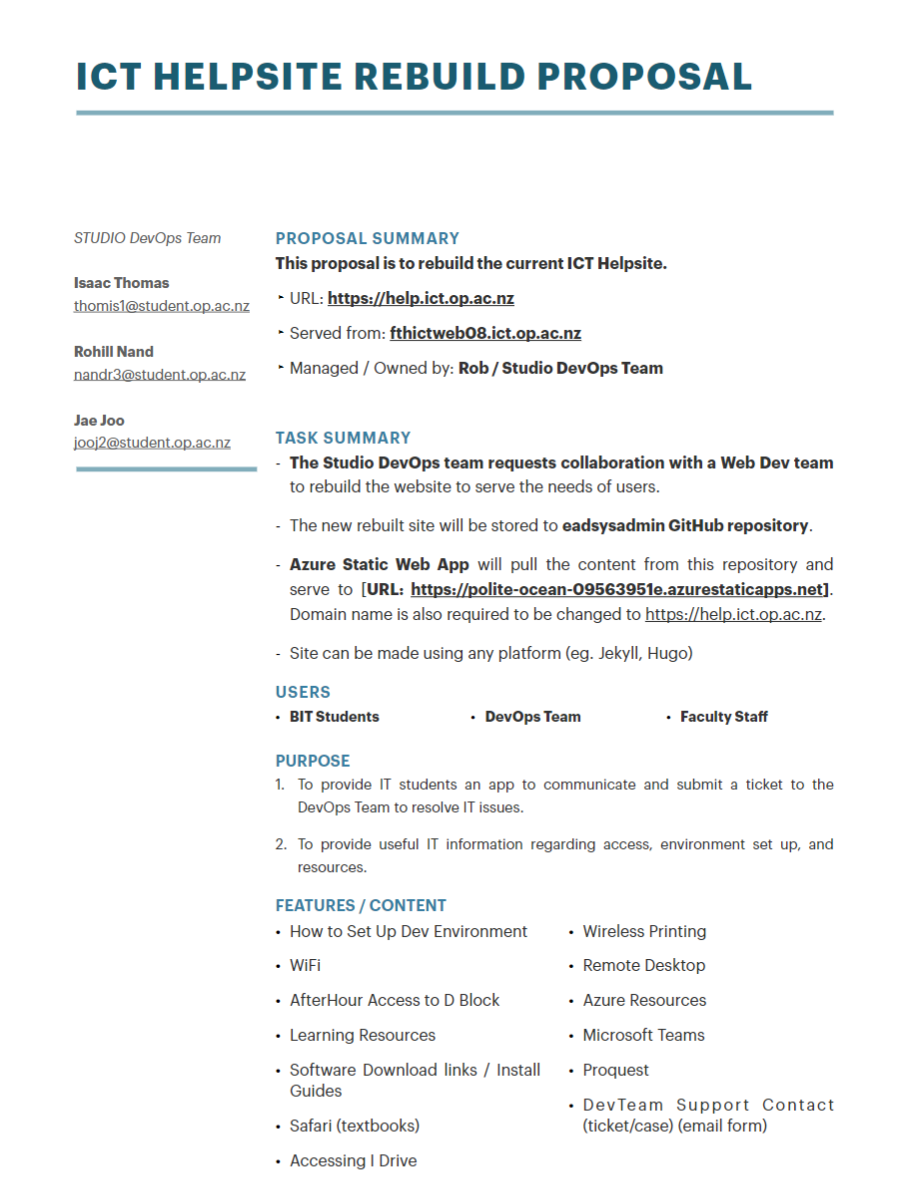 ICT HELPSITE REBUILD PROPOSAL
STUDIO DevOps Team
Isaac Thomas
thomis1@student.op.ac.nz
Rohill Nand
nandr3@student.op.ac.nz
Jae Joo
jooj2@student.op.ac.nz
PROPOSAL SUMMARY
This proposal is to rebuild the current ICT Helpsite.
‣ URL: https://help.ict.op.ac.nz
‣ Served from: fthictweb08.ict.op.ac.nz
‣ Managed / Owned by: Rob / Studio DevOps Team
TASK SUMMARY
- The Studio DevOps team requests collaboration with a Web Dev team
to rebuild the website to serve the needs of users.
- The new rebuilt site will be stored to eadsysadmin GitHub repository.
- Azure Static Web App will pull the content from this repository and
serve to [URL: https://polite-ocean-09563951e.azurestaticapps.net].
Domain name is also required to be changed to https://help.ict.op.ac.nz.
- Site can be made using any platform (eg. Jekyll, Hugo)
USERS
• BIT Students • DevOps Team • Faculty Staff
PURPOSE
1. To provide IT students an app to communicate and submit a ticket to the
DevOps Team to resolve IT issues.
2. To provide useful IT information regarding access, environment set up, and
resources.
FEATURES / CONTENT
• How to Set Up Dev Environment
• WiFi
• AfterHour Access to D Block
• Learning Resources
• Software Download links / Install
Guides
• Safari (textbooks)
• Accessing I Drive
• Wireless Printing
• Remote Desktop
• Azure Resources
• Microsoft Teams
• Proquest
• DevTeam Support Contact
(ticket/case) (email form)